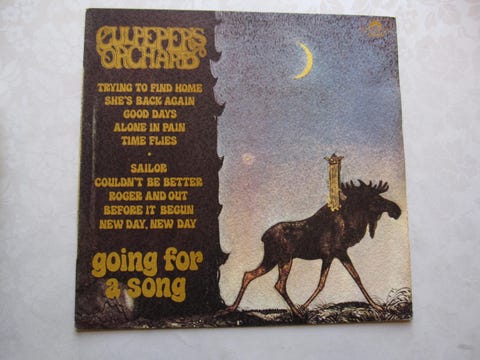 CULPEPER'S
ORCHARD
TRYING TO FIND HOME
SHE'S BACK AGAIN
GOOD DAYS
ALONE IN PAIN
TIME FLIES
•
SAILOR
COULDN'T BE BETTER
ROGER AND OUT
BEFORE IT BEGUN
NEW DAY, NEW DAY
going for
a song